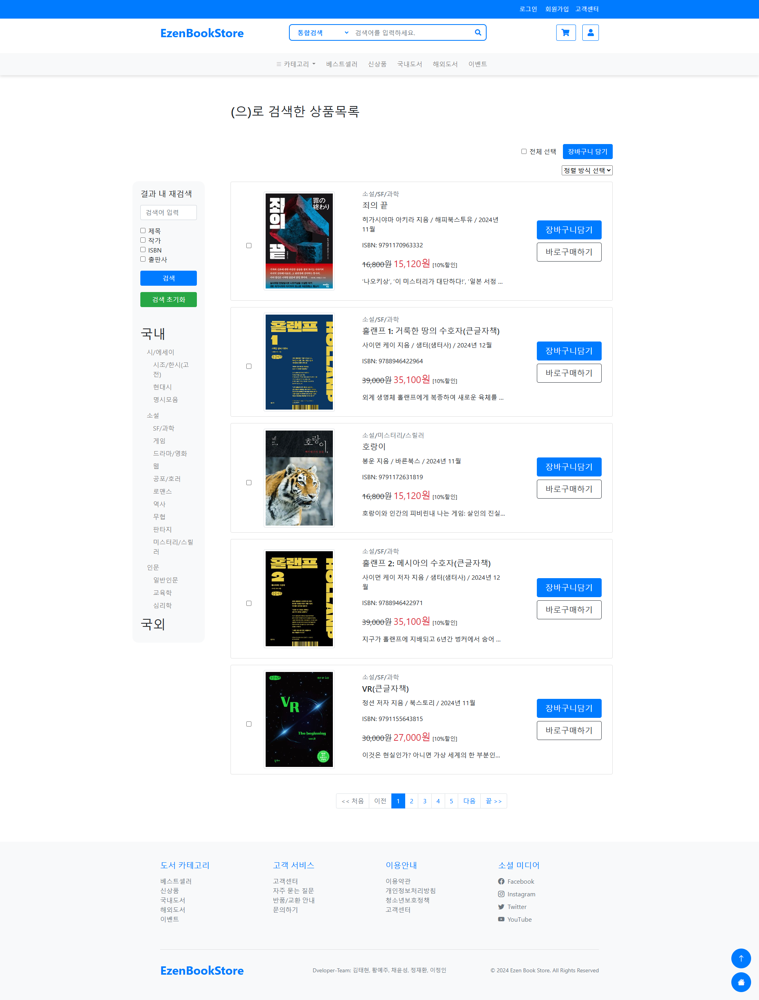 로그인 회원가입 고객센터
EzenBookStore
통합검색 검색어를 입력하세요.
카테고리 베스트셀러 신상품 국내도서 해외도서 이벤트
(으)로 검색한 상품목록
전체 선택 장바구니 담기
정렬 방식 선택
결과 내 재검색
검색어 입력
제목
작가
ISBN
출판사
검색
검색 초기화
국내
시/에세이
시조/한시(고
전)
현대시
명시모음
소설
SF/과학
게임
드라마/영화
웹
공포/호러
로맨스
역사
무협
판타지
미스터리/스릴
러
인문
일반인문
교육학
심리학
국외
죄의 끝
罪の
終わり
소설/SF/과학
죄의 끝
히가시야마 아키라 지음 / 해피북스투유 / 2024년
11월
ISBN: 9791170963332
16,800원 15,120원 [10%할인]
‘나오키상’, ‘이 미스터리가 대단하다!’, ‘일본 서점 ...
장바구니담기
바로구매하기
홀랜프
1
거룩한 땅의 수호자
HOLLANP
소설/SF/과학
홀랜프 1: 거룩한 땅의 수호자(큰글자책)
사이먼 케이 지음 / 샘터(샘터사) / 2024년 12월
ISBN: 9788946422964
39,000원 35,100원 [10%할인]
외계 생명체 홀랜프에게 복종하여 새로운 육체를 ...
장바구니담기
바로구매하기
호랑이,
소설/미스터리/스릴러
호랑이
봉운 지음 / 바른북스 / 2024년 11월
ISBN: 9791172631819
16,800원 15,120원 [10%할인]
호랑이와 인간의 피비린내 나는 게임: 살인의 진실...
장바구니담기
바로구매하기
홀랜프
2
메시아의 수호자
HOLLANP
소설/SF/과학
홀랜프 2: 메시아의 수호자(큰글자책)
사이먼 케이 저자 지음 / 샘터(샘터사) / 2024년 12
월
ISBN: 9788946422971
39,000원 35,100원 [10%할인]
지구가 홀랜프에 지배되고 6년간 벙커에서 숨어 ...
장바구니담기
바로구매하기
큰글자책
VR
The beginning
ver.0
소설/SF/과학
VR(큰글자책)
정션 저자 지음 / 북스토리 / 2024년 11월
ISBN: 9791155643815
30,000원 27,000원 [10%할인]
이것은 현실인가? 아니면 가상 세계의 한 부분인...
장바구니담기
바로구매하기
<< 처음 이전 1 2 3 4 5 다음 끝 >>
도서 카테고리
베스트셀러
신상품
국내도서
해외도서
이벤트
고객 서비스
고객센터
자주 묻는 질문
반품/교환 안내
문의하기
이용안내
이용약관
개인정보처리방침
청소년보호정책
고객센터
소셜 미디어
Facebook
Instagram
Twitter
YouTube
EzenBookStore
Dveloper-Team: 김태현, 황예주, 채윤성, 정재환, 이정인
© 2024 Ezen Book Store. All Rights Reserved